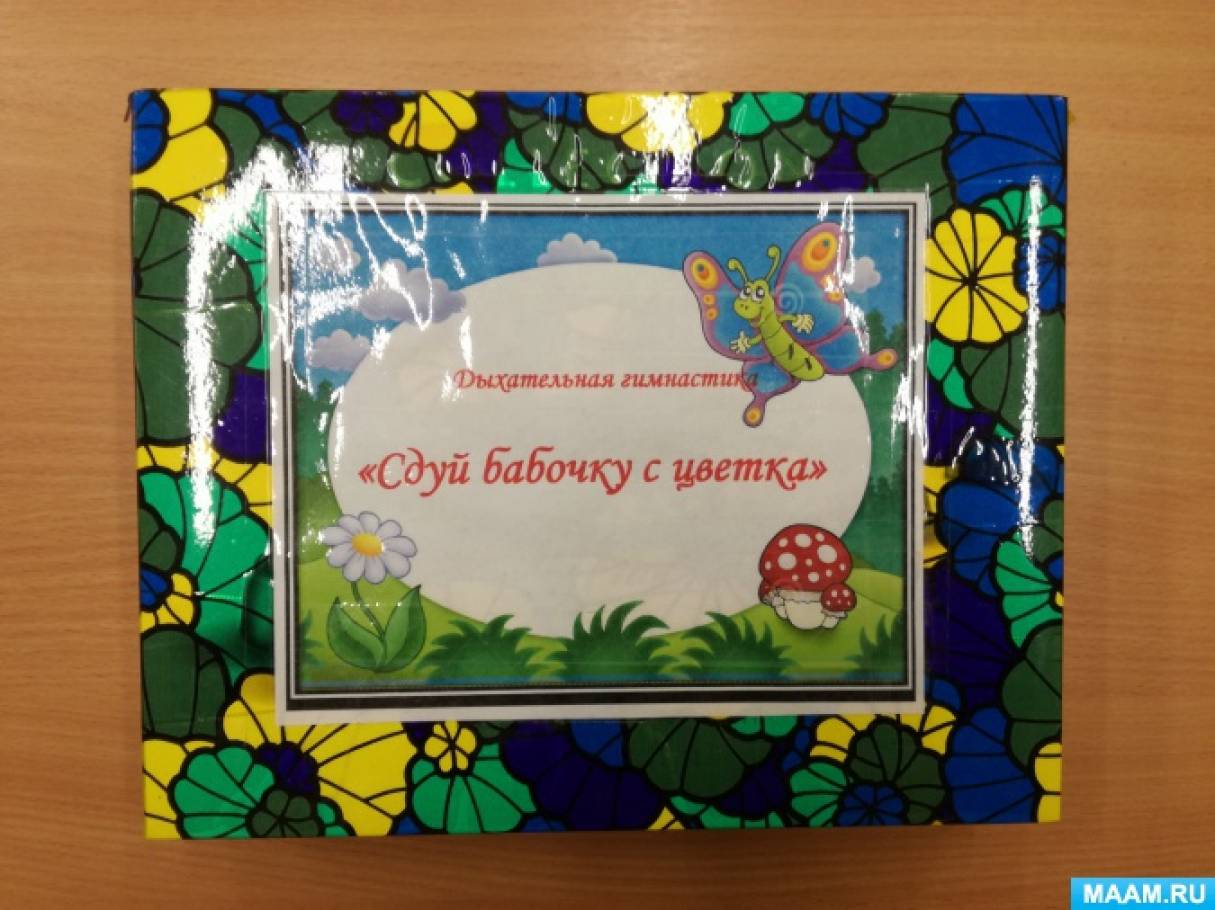 Дыхательная гимнастика
«Сдуй бабочку с цветка»
MAAM.RU